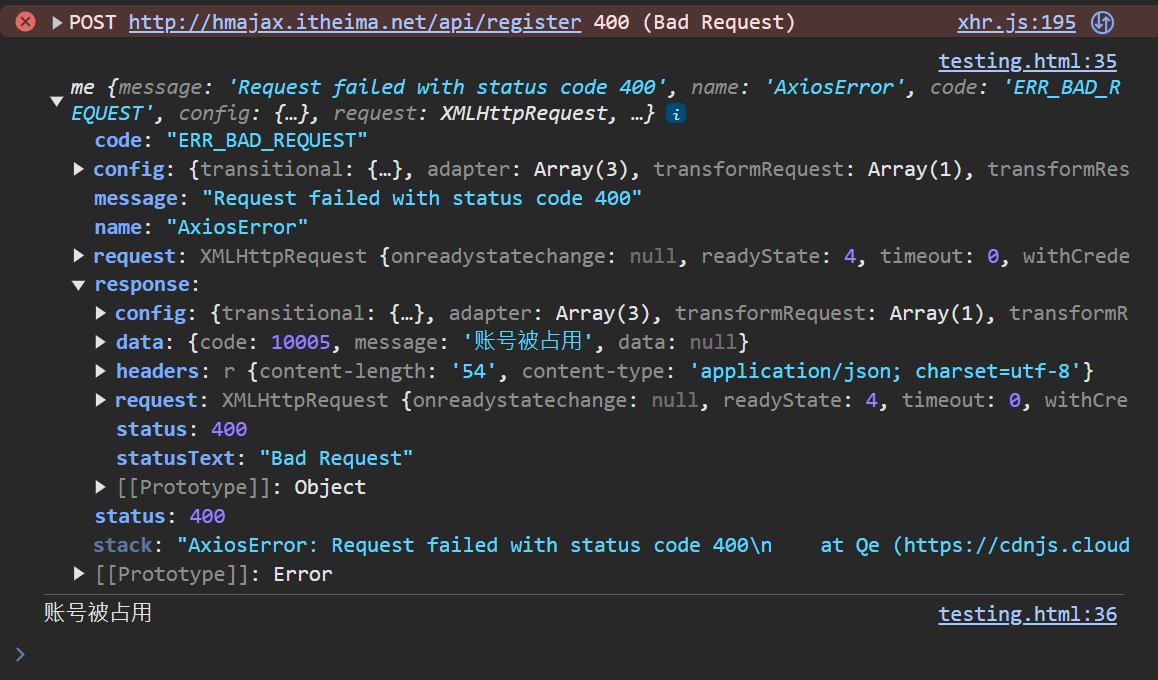 POST http://hmajax.itheima.net/api/register 400 (Bad Request) xhr.js:195
testing.html:35
me {message: 'Request failed with status code 400', name: 'AxiosError', code: 'ERR_BAD_R
EQUEST', config: {…}, request: XMLHttpRequest, …} i
code: "ERR_BAD_REQUEST"
config: {transitional: {…}, adapter: Array(3), transformRequest: Array(1), transformRes
message: "Request failed with status code 400"
name: "AxiosError"
request: XMLHttpRequest {onreadystatechange: null, readyState: 4, timeout: 0, withCrede
response:
config: {transitional: {…}, adapter: Array(3), transformRequest: Array(1), transformR
data: {code: 10005, message: '账号被占用', data: null}
headers: r {content-length: '54', content-type: 'application/json; charset=utf-8'}
request: XMLHttpRequest {onreadystatechange: null, readyState: 4, timeout: 0, withCre
status: 400
statusText: "Bad Request"
[[Prototype]]: Object
status: 400
stack: "AxiosError: Request failed with status code 400\n    at Qe (https://cdnjs.cloud
[[Prototype]]: Error
账号被占用 testing.html:36